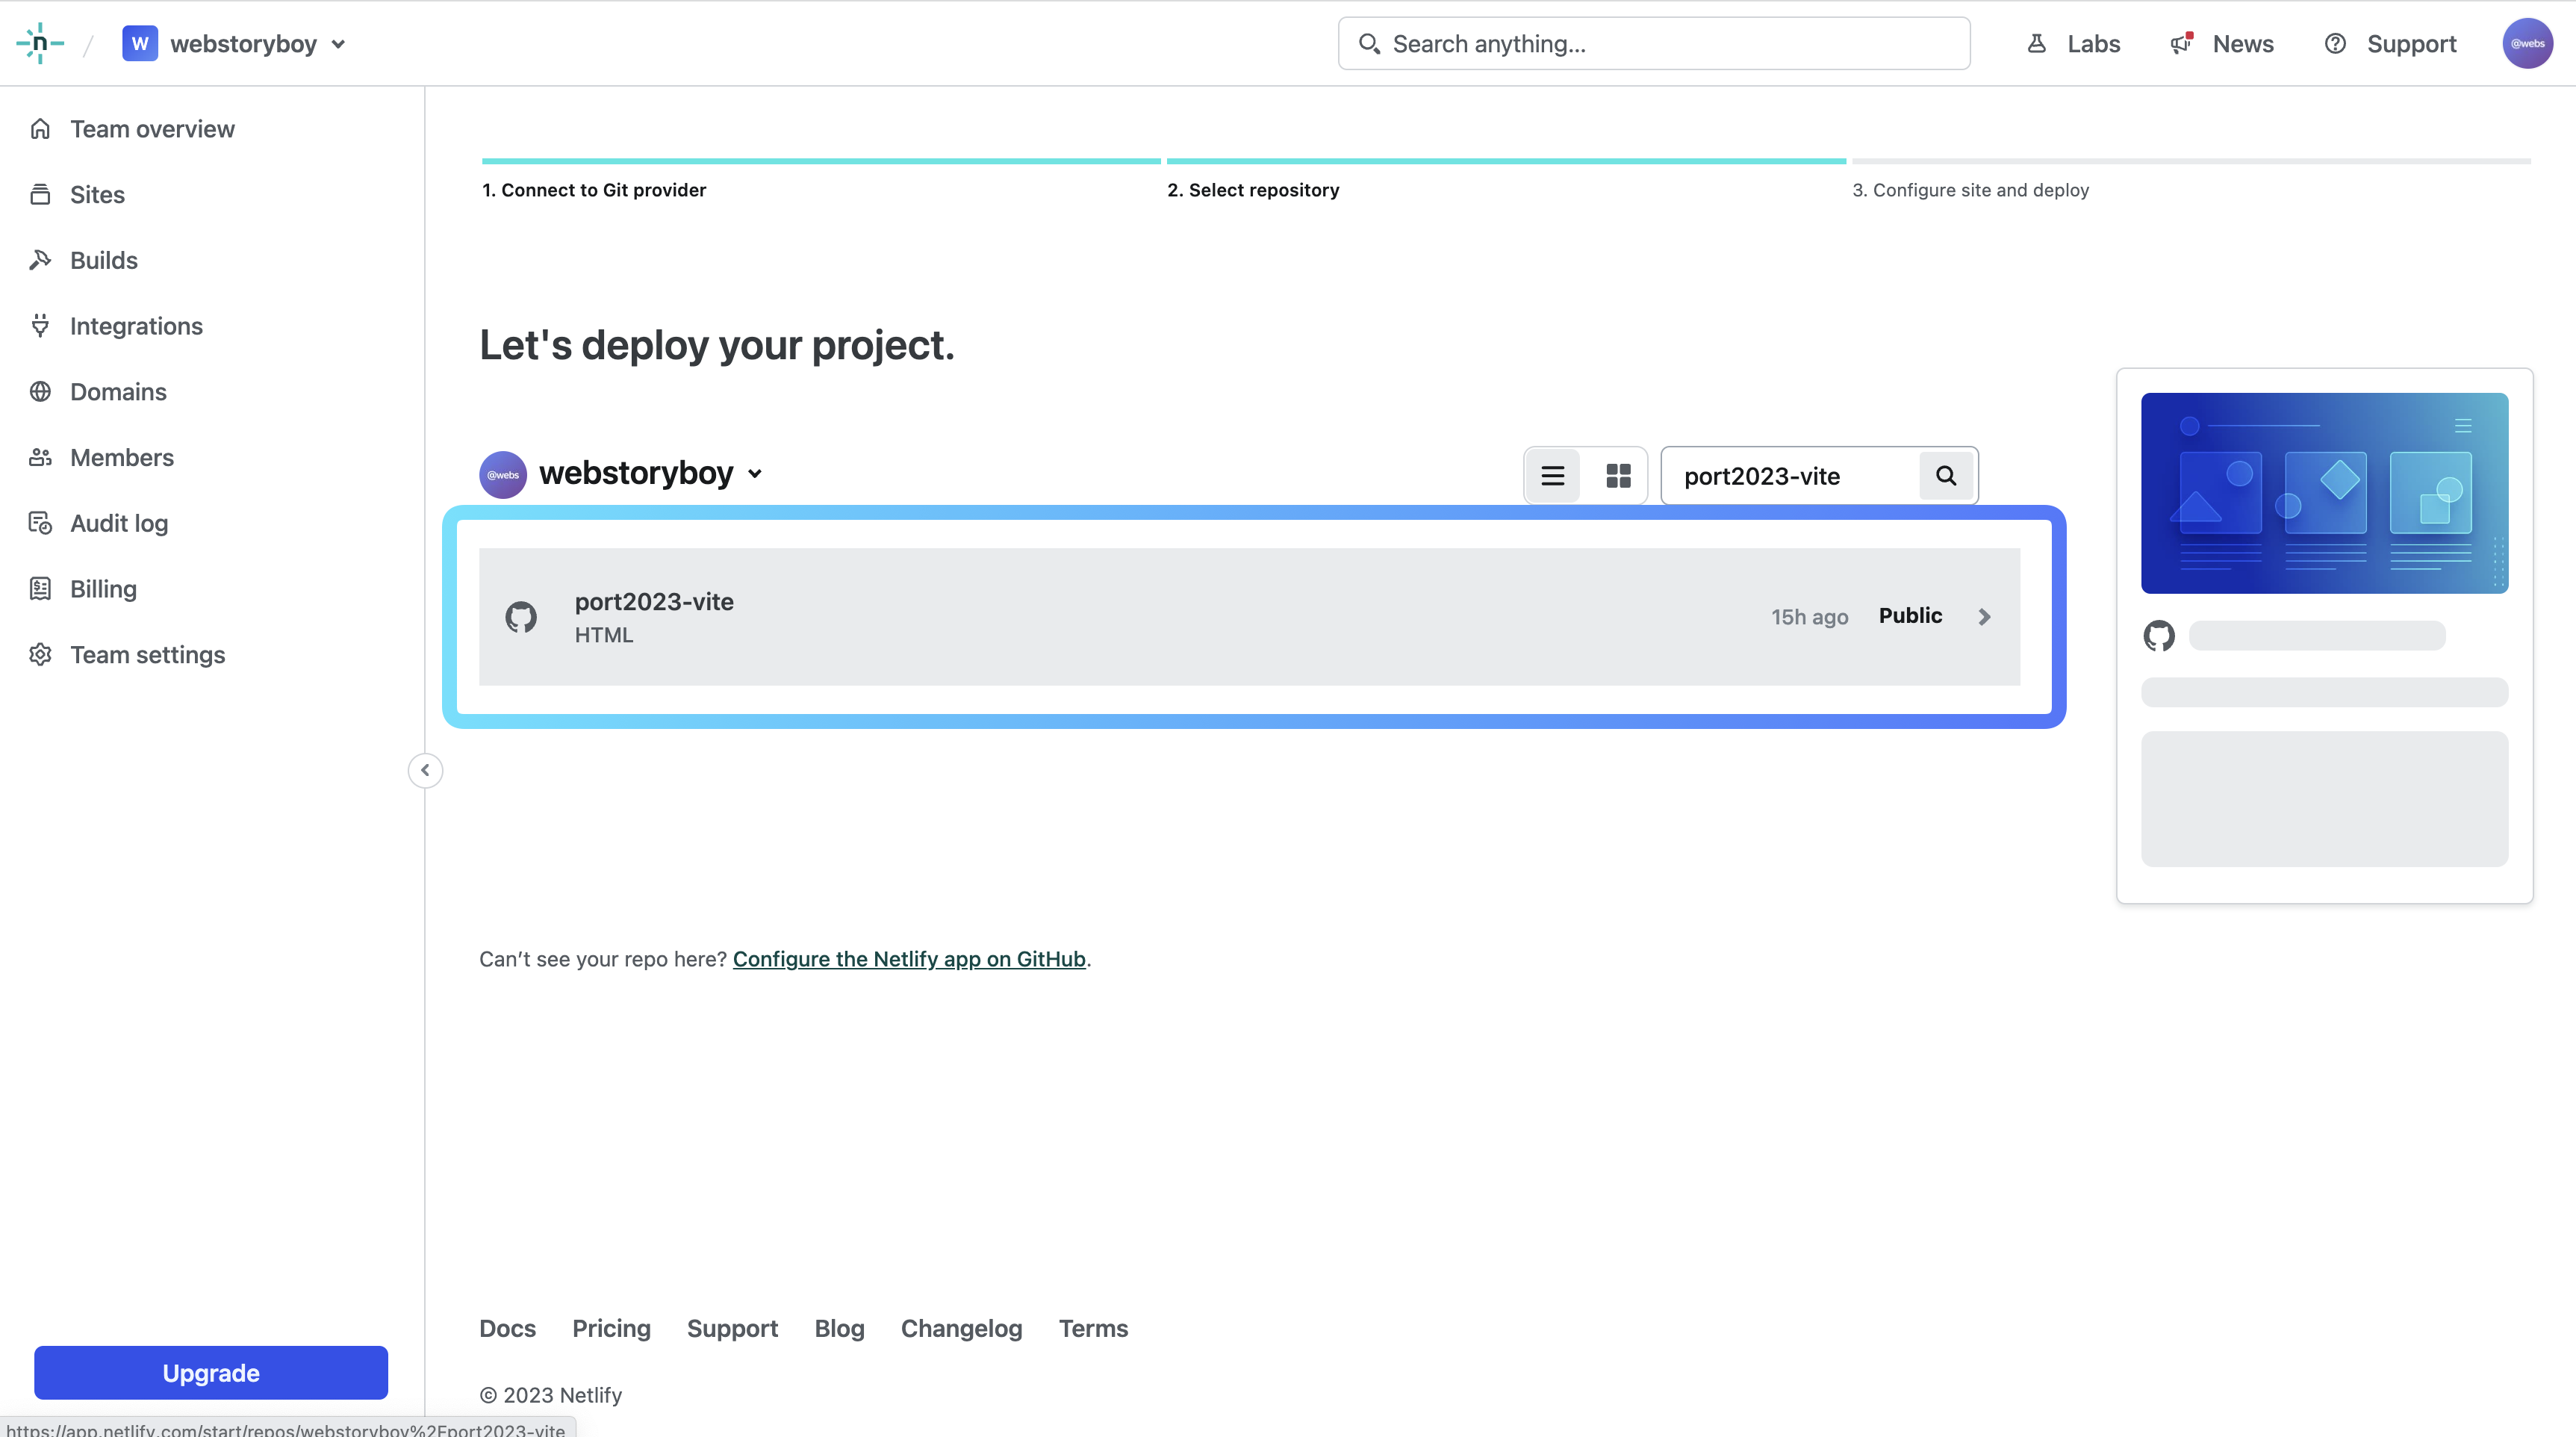 n / W webstoryboy
Search anything...
Labs
News
Support
@webs
Team overview
Sites
Builds
Integrations
Domains
Members
Audit log
Billing
Team settings
Upgrade
1. Connect to Git provider
2. Select repository
3. Configure site and deploy
Let's deploy your project.
@webs webstoryboy
port2023-vite
port2023-vite
HTML
15h ago
Public
Can’t see your repo here? Configure the Netlify app on GitHub.
Docs Pricing Support Blog Changelog Terms
© 2023 Netlify
https://app.netlify.com/start/repos/webstoryboy%2Fport2023-vite